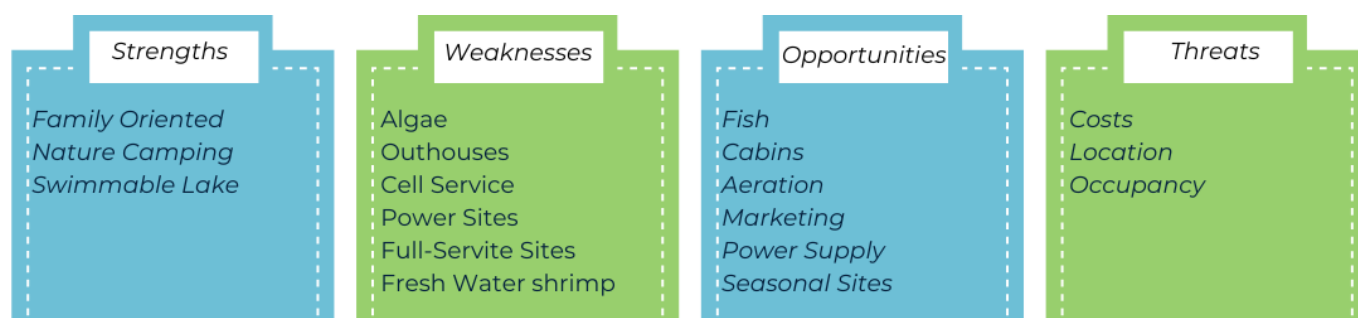 Strengths
Family Oriented
Nature Camping
Swimmable Lake
Weaknesses
Algae
Outhouses
Cell Service
Power Sites
Full-Servite Sites
Fresh Water shrimp
Opportunities
Fish
Cabins
Aeration
Marketing
Power Supply
Seasonal Sites
Threats
Costs
Location
Occupancy